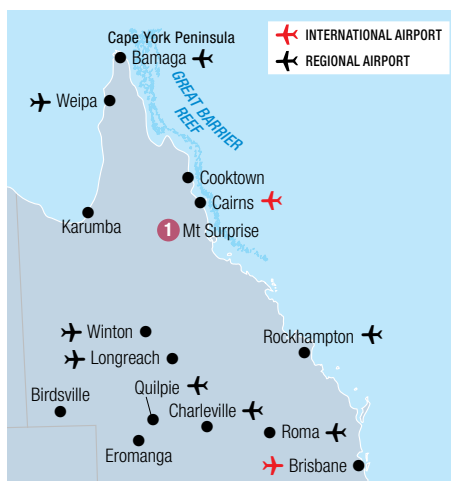 Cape York Peninsula
INTERNATIONAL AIRPORT
REGIONAL AIRPORT
Bamaga
GREAT BARRIER
REEF
Weipa
Cooktown
Cairns
Karumba
1 Mt Surprise
Winton
Rockhampton
Longreach
Quilpie
Birdsville
Charleville
Roma
Eromanga
Brisbane